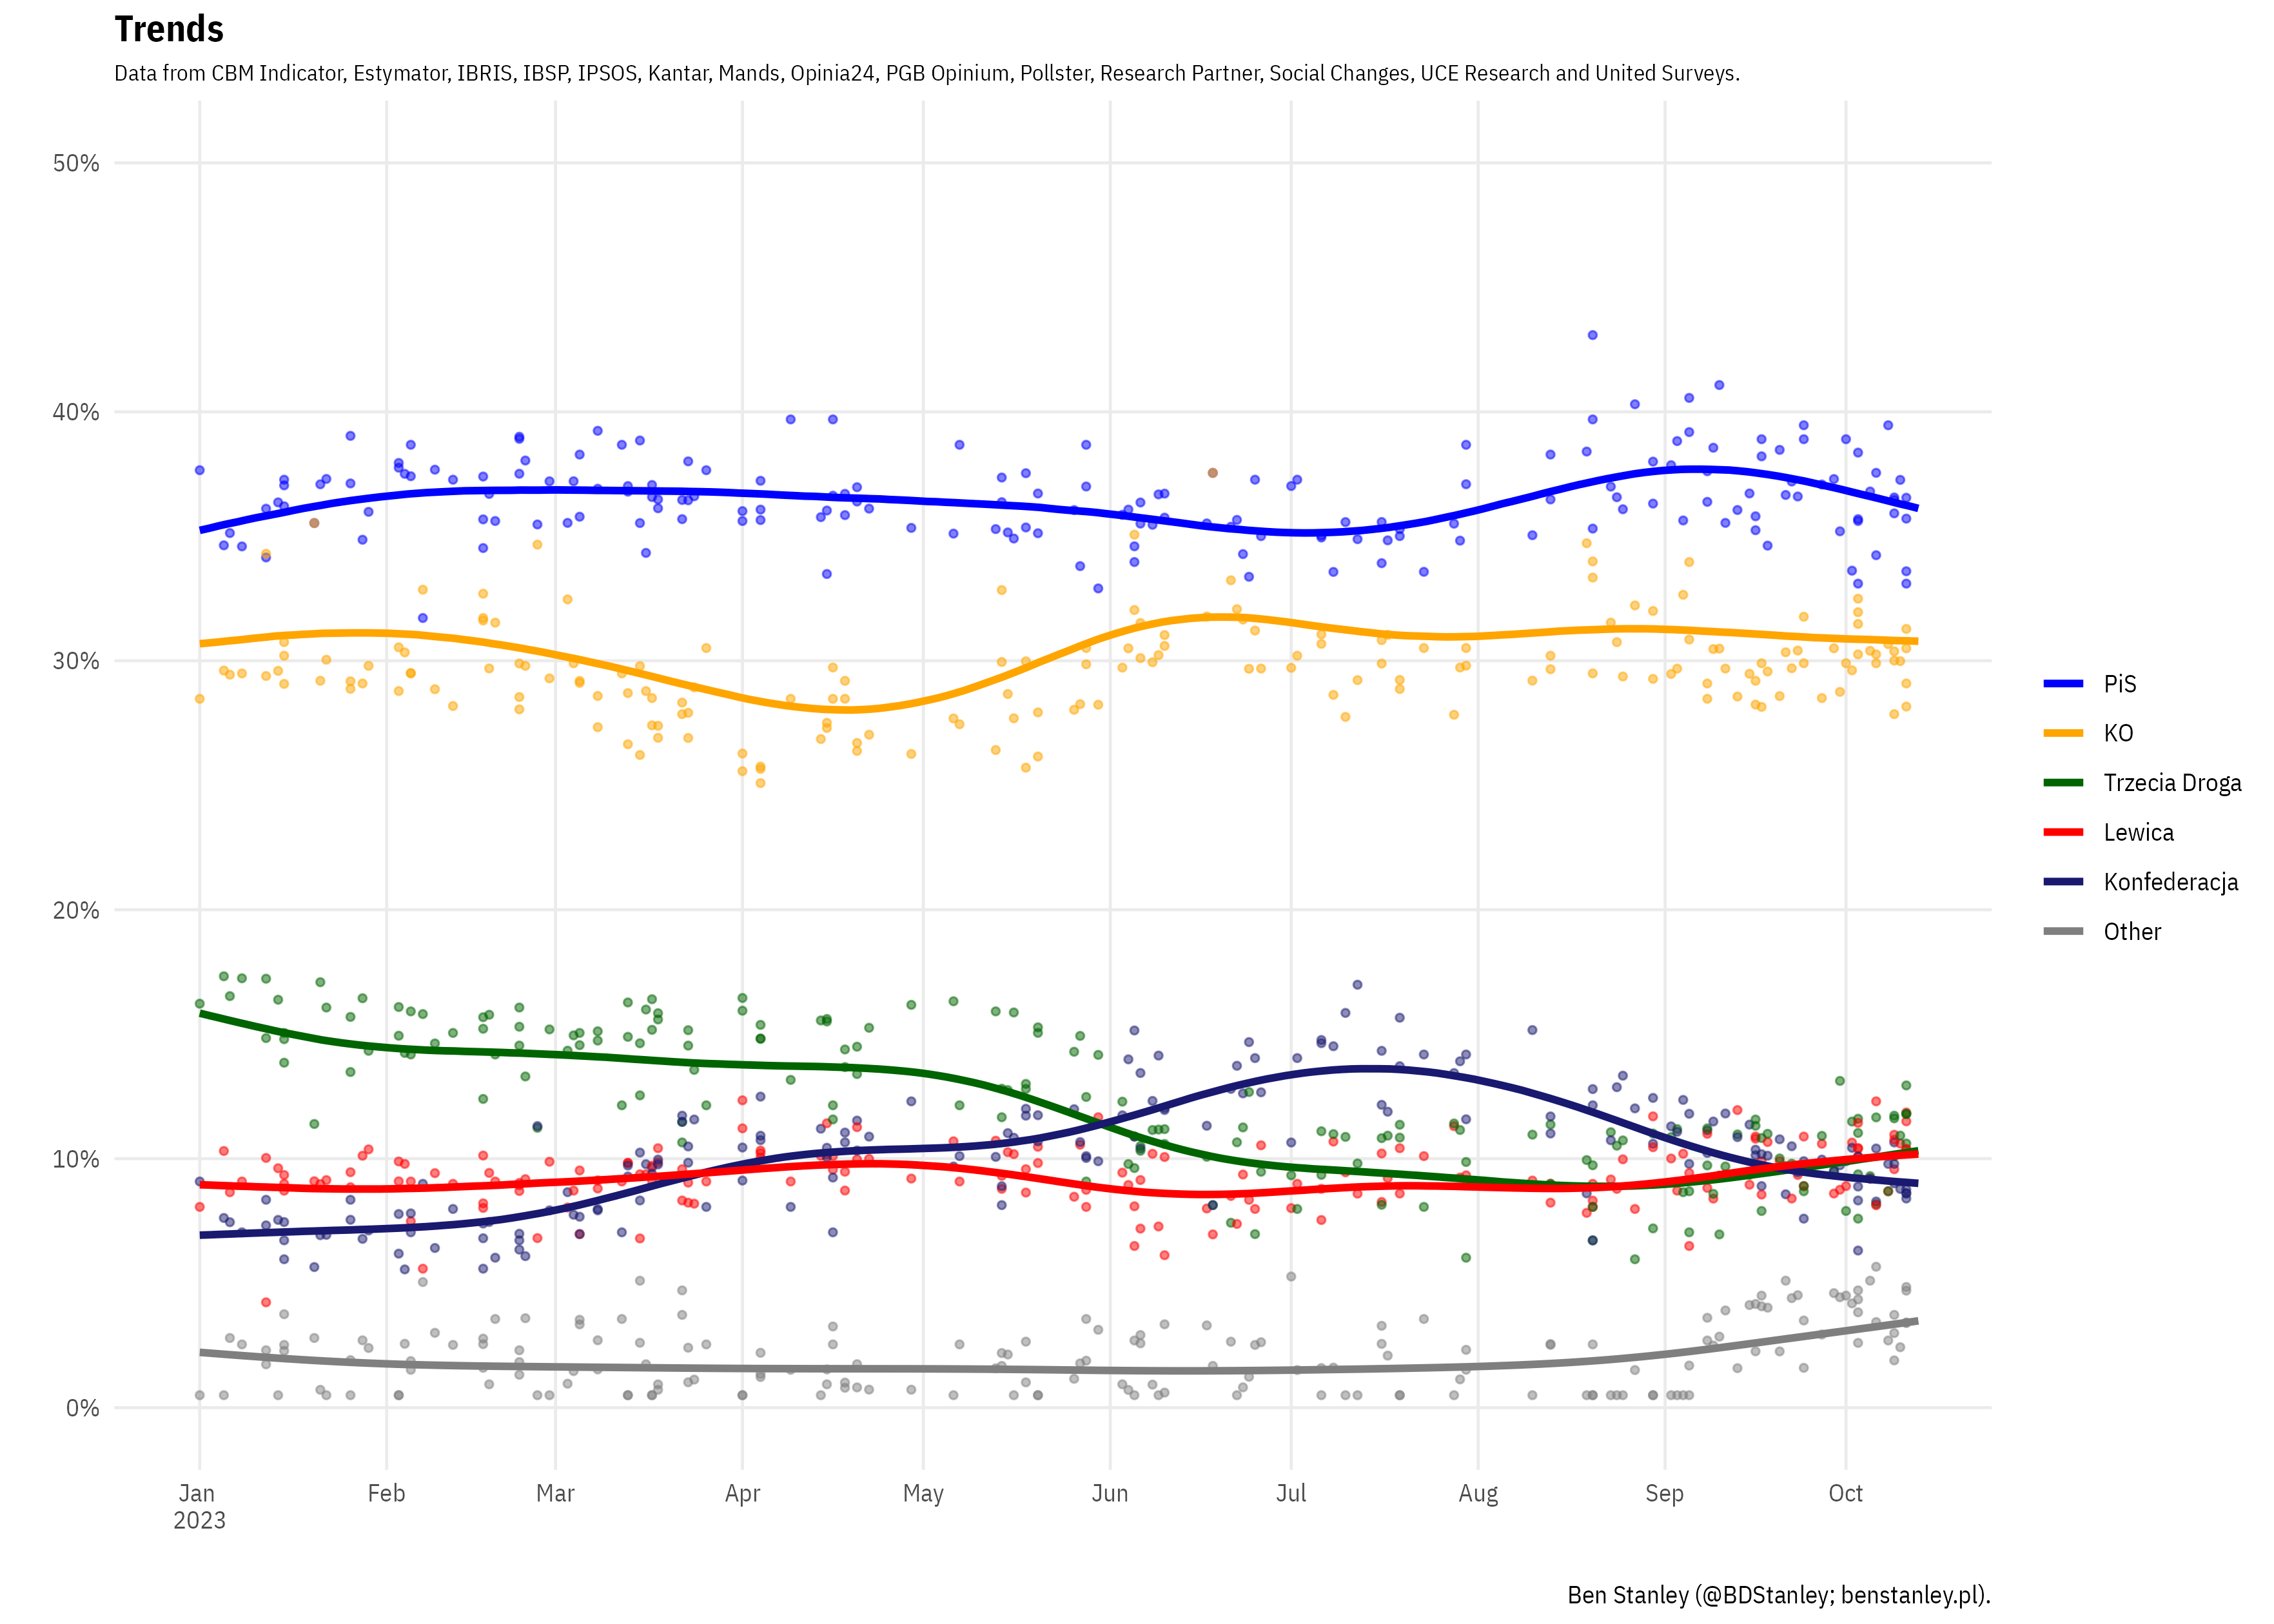 Trends
Data from CBM Indicator, Estymator, IBRIS, IBSP, IPSOS, Kantar, Mands, Opinia24, PGB Opinium, Pollster, Research Partner, Social Changes, UCE Research and United Surveys.
50%
40%
30%
20%
10%
0%
Jan Feb Mar Apr May Jun Jul Aug Sep Oct
2023
PiS
KO
Trzecia Droga
Lewica
Konfederacja
Other
Ben Stanley (@BDStanley; benstanley.pl).